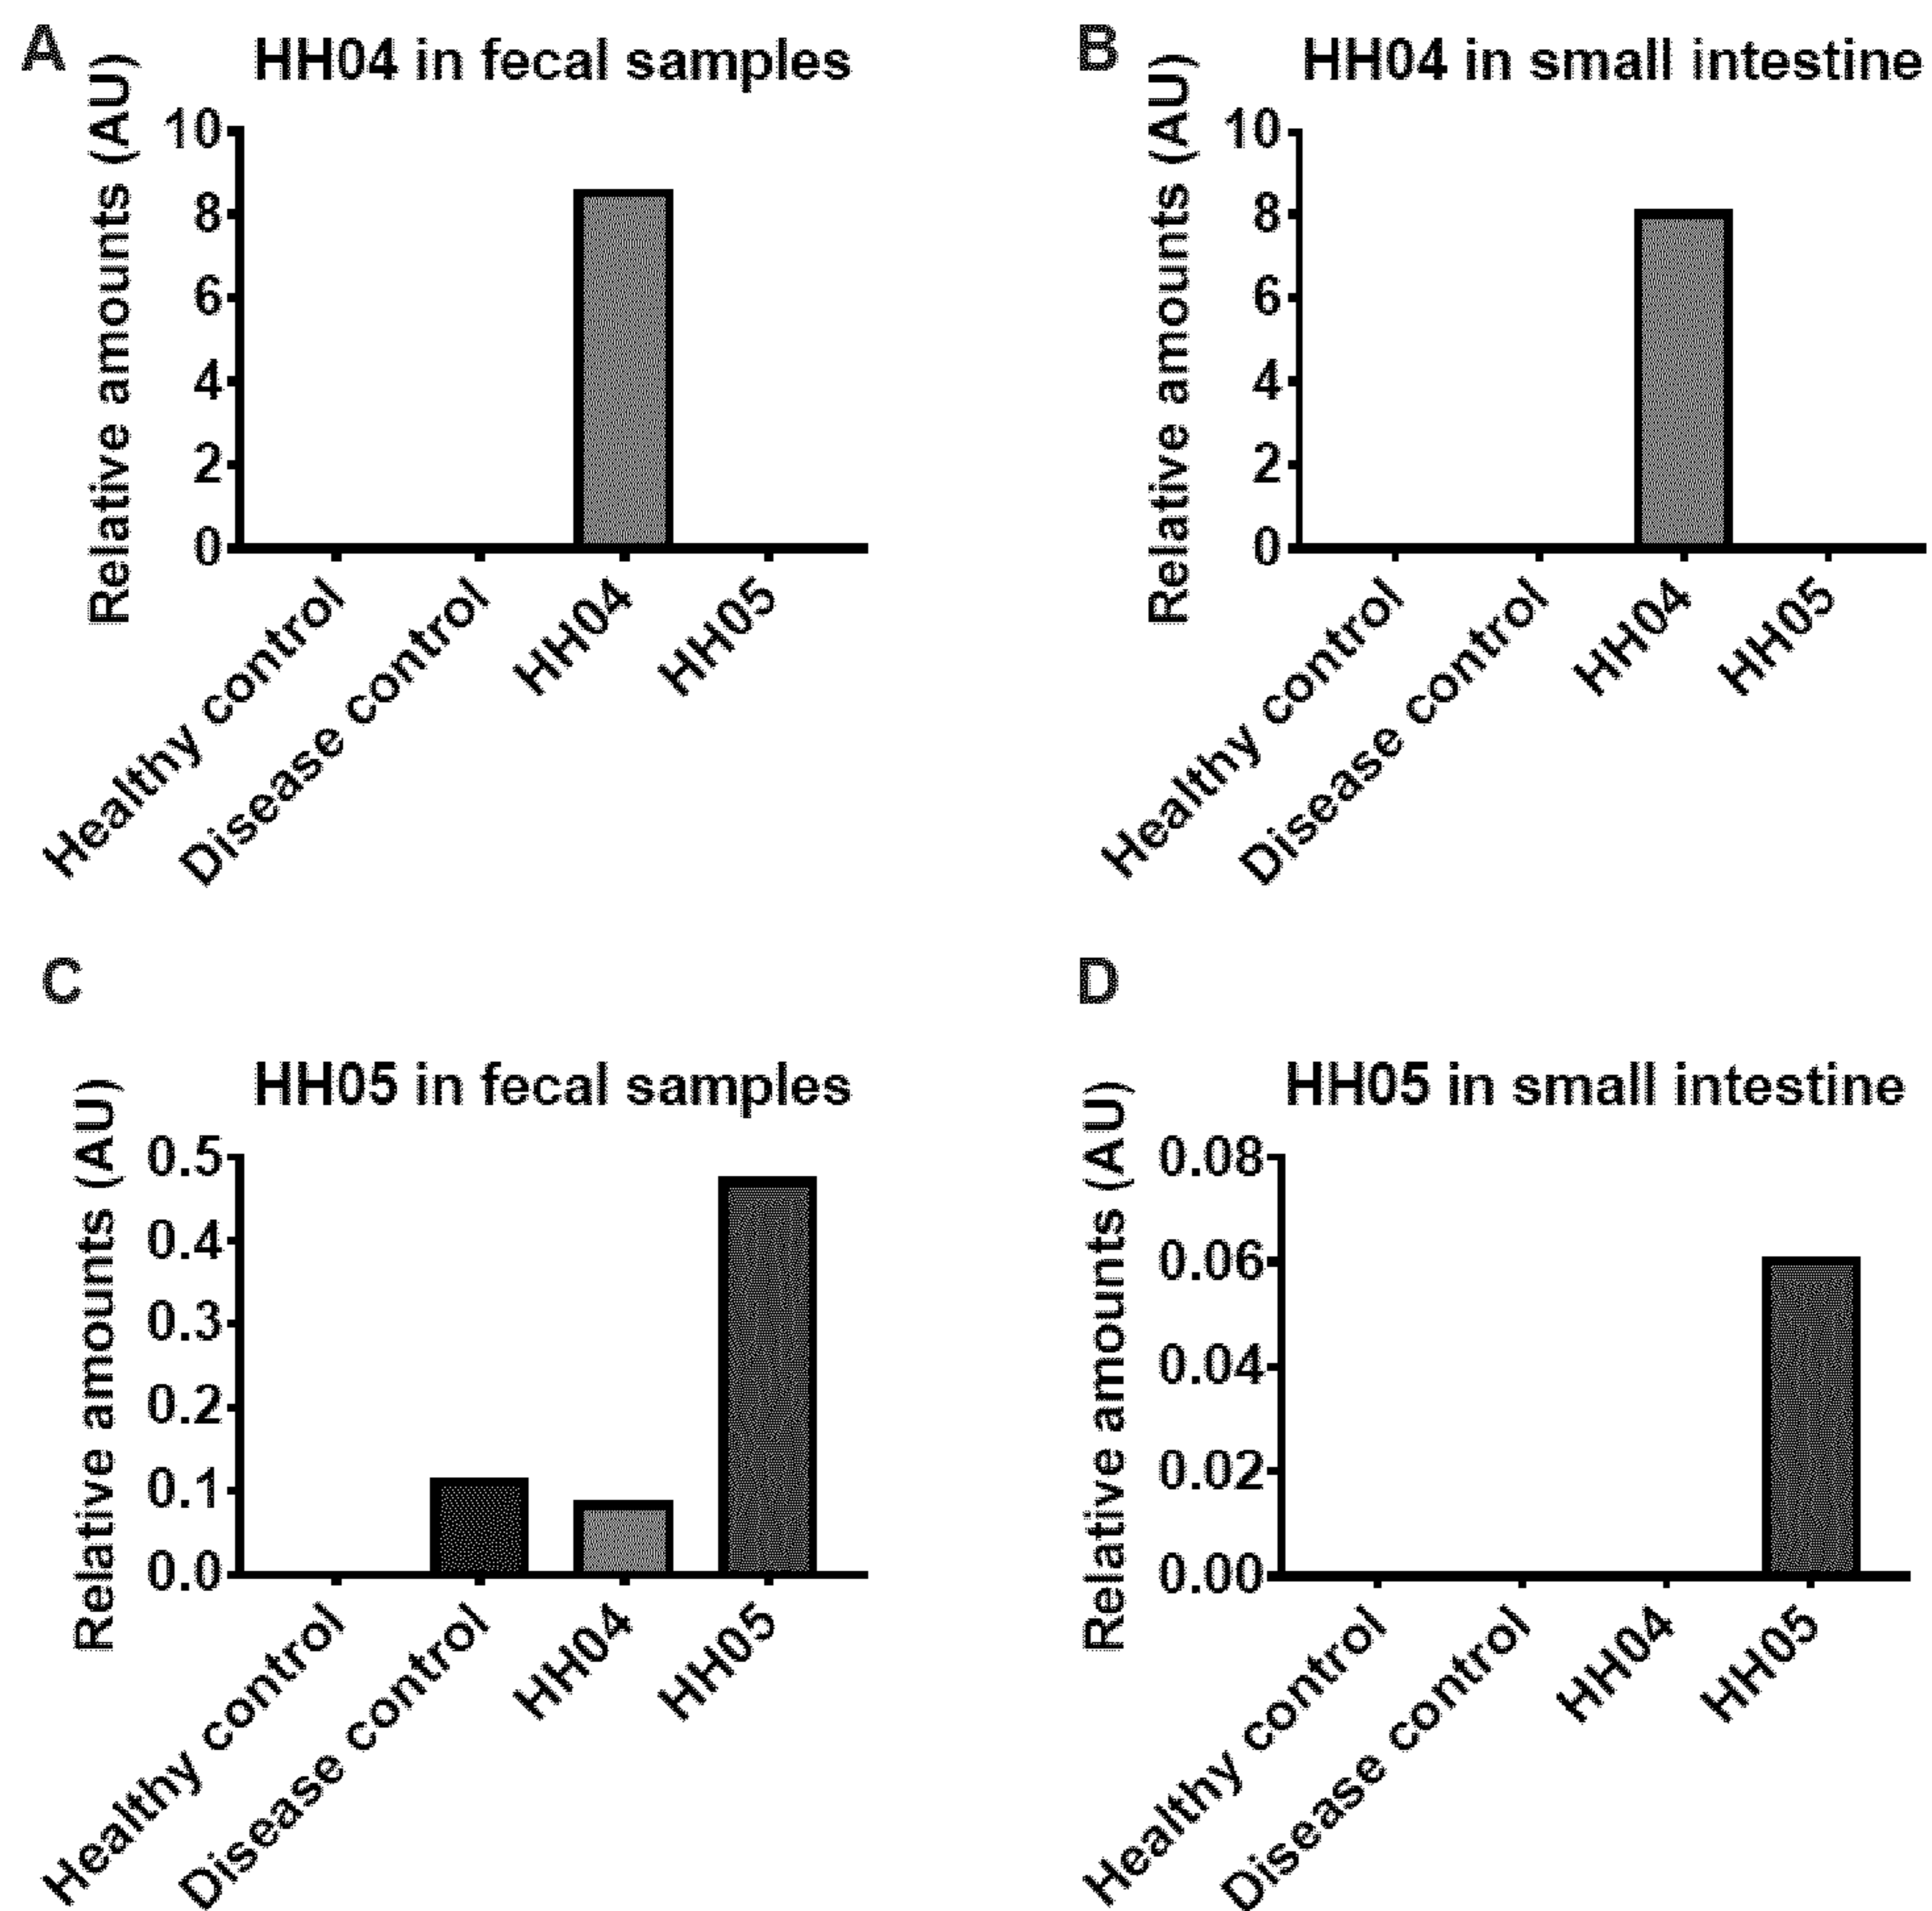 A
HH04 in fecal samples
Relative amounts (AU)
10
8
6
4
2
0
Healthy control
Disease control
HH04
HH05
B
HH04 in small intestine
Relative amounts (AU)
10
8
6
4
2
0
Healthy control
Disease control
HH04
HH05
C
HH05 in fecal samples
Relative amounts (AU)
0.5
0.4
0.3
0.2
0.1
0.0
Healthy control
Disease control
HH04
HH05
D
HH05 in small intestine
Relative amounts (AU)
0.08
0.06
0.04
0.02
0.00
Healthy control
Disease control
HH04
HH05